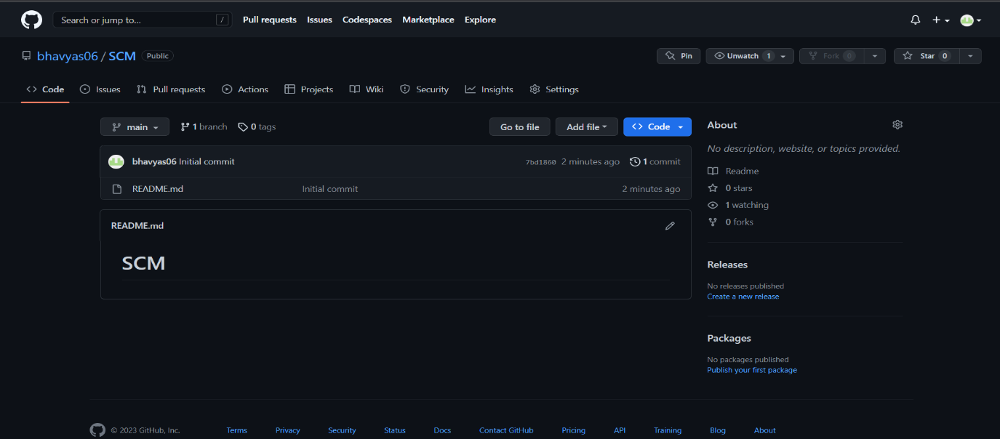 Search or jump to... / Pull requests Issues Codespaces Marketplace Explore
bhavyas06 / SCM Public Pin Unwatch 1 Fork 0 Star 0
Code Issues Pull requests Actions Projects Wiki Security Insights Settings
main 1 branch 0 tags Go to file Add file Code
bhavyas06 Initial commit 7bd1860 2 minutes ago 1 commit
README.md Initial commit 2 minutes ago
README.md
SCM
About
No description, website, or topics provided.
Readme
0 stars
1 watching
0 forks
Releases
No releases published
Create a new release
Packages
No packages published
Publish your first package
© 2023 GitHub, Inc. Terms Privacy Security Status Docs Contact GitHub Pricing API Training Blog About